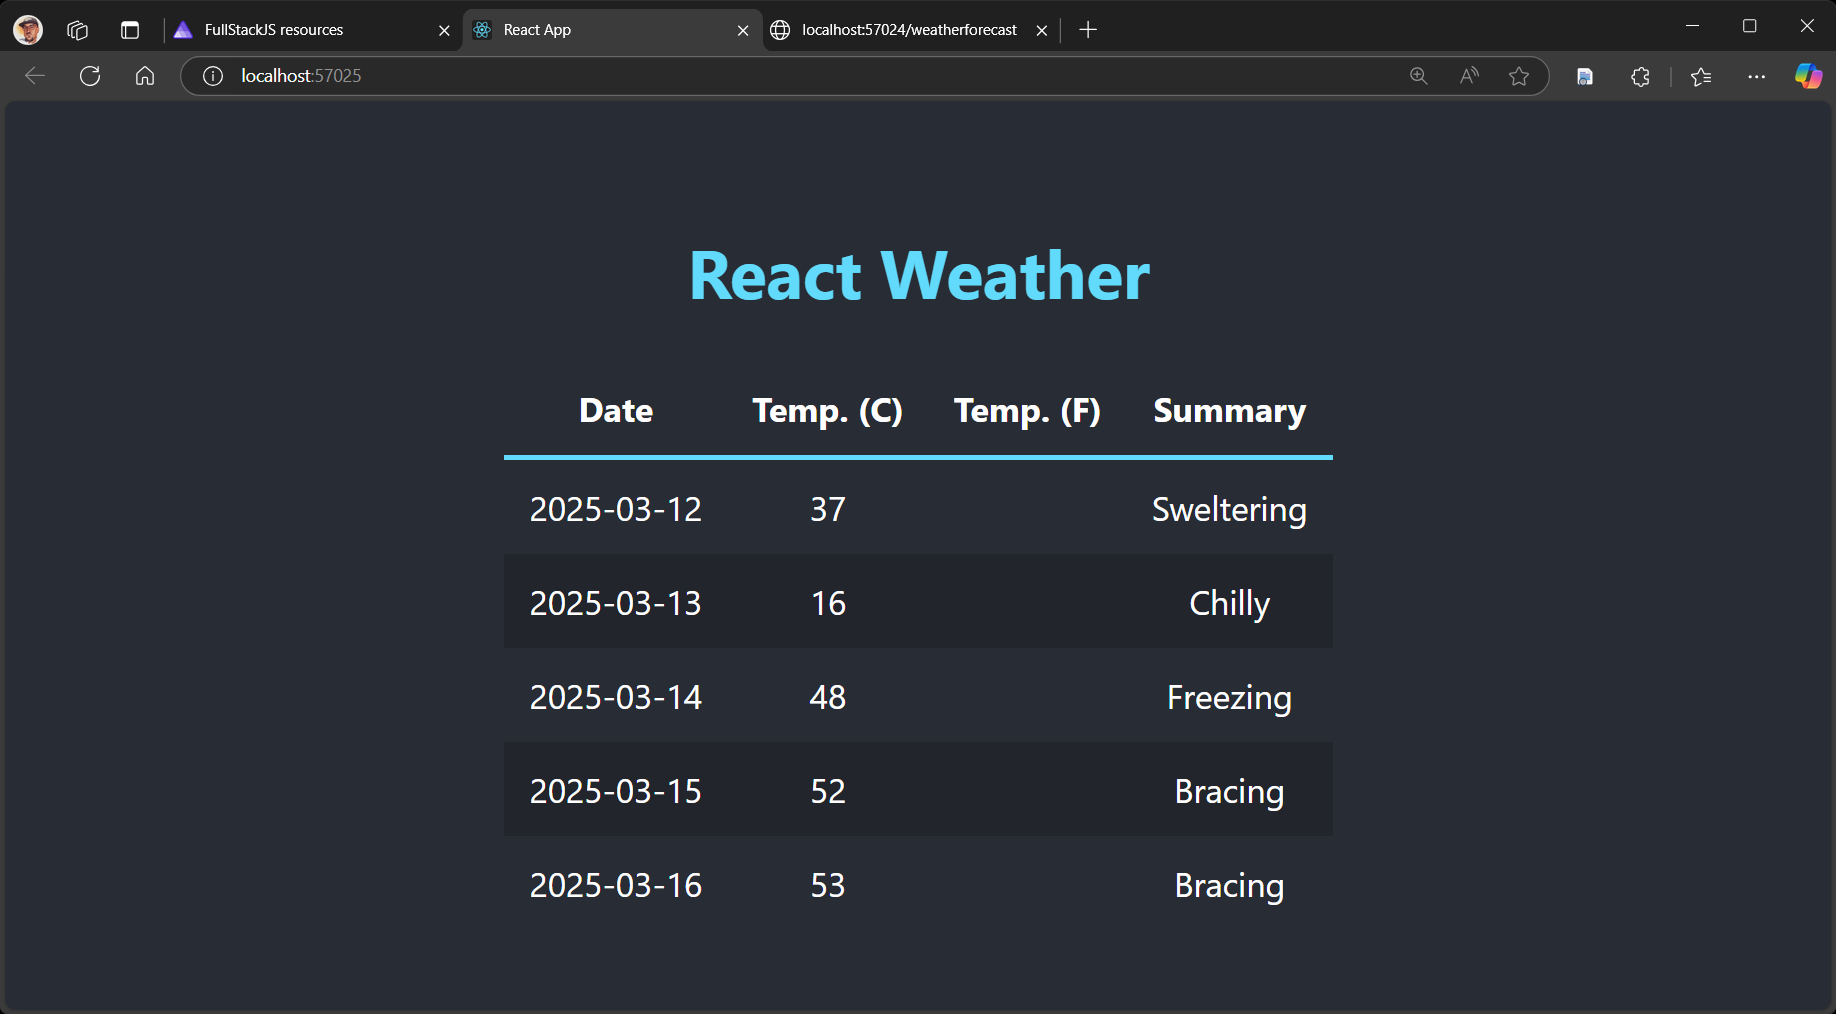 FullStackJS resources
React App
localhost:57024/weatherforecast
localhost:57025
React Weather
Date Temp. (C) Temp. (F) Summary
2025-03-12 37 Sweltering
2025-03-13 16 Chilly
2025-03-14 48 Freezing
2025-03-15 52 Bracing
2025-03-16 53 Bracing